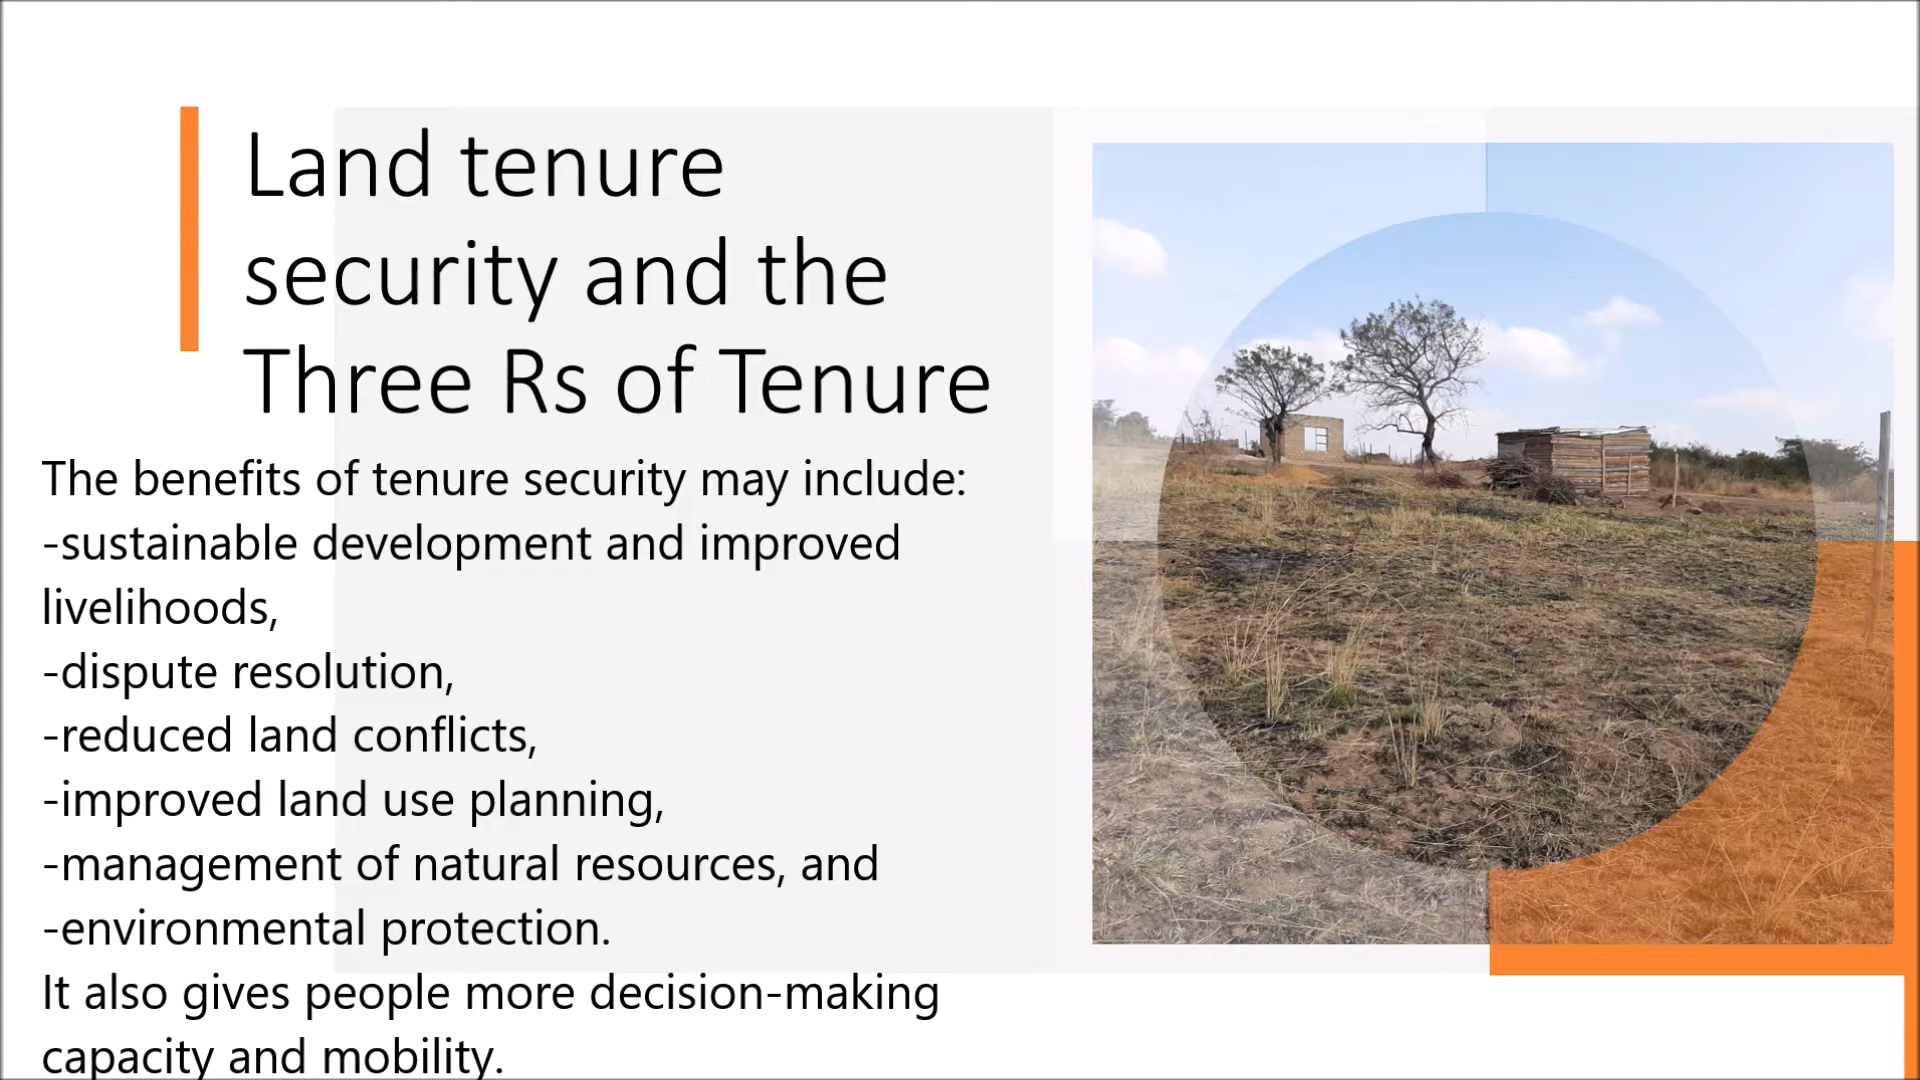 Land tenure
security and the
Three Rs of Tenure
The benefits of tenure security may include:
-sustainable development and improved
livelihoods,
-dispute resolution,
-reduced land conflicts,
-improved land use planning,
-management of natural resources, and
-environmental protection.
It also gives people more decision-making
capacity and mobility.